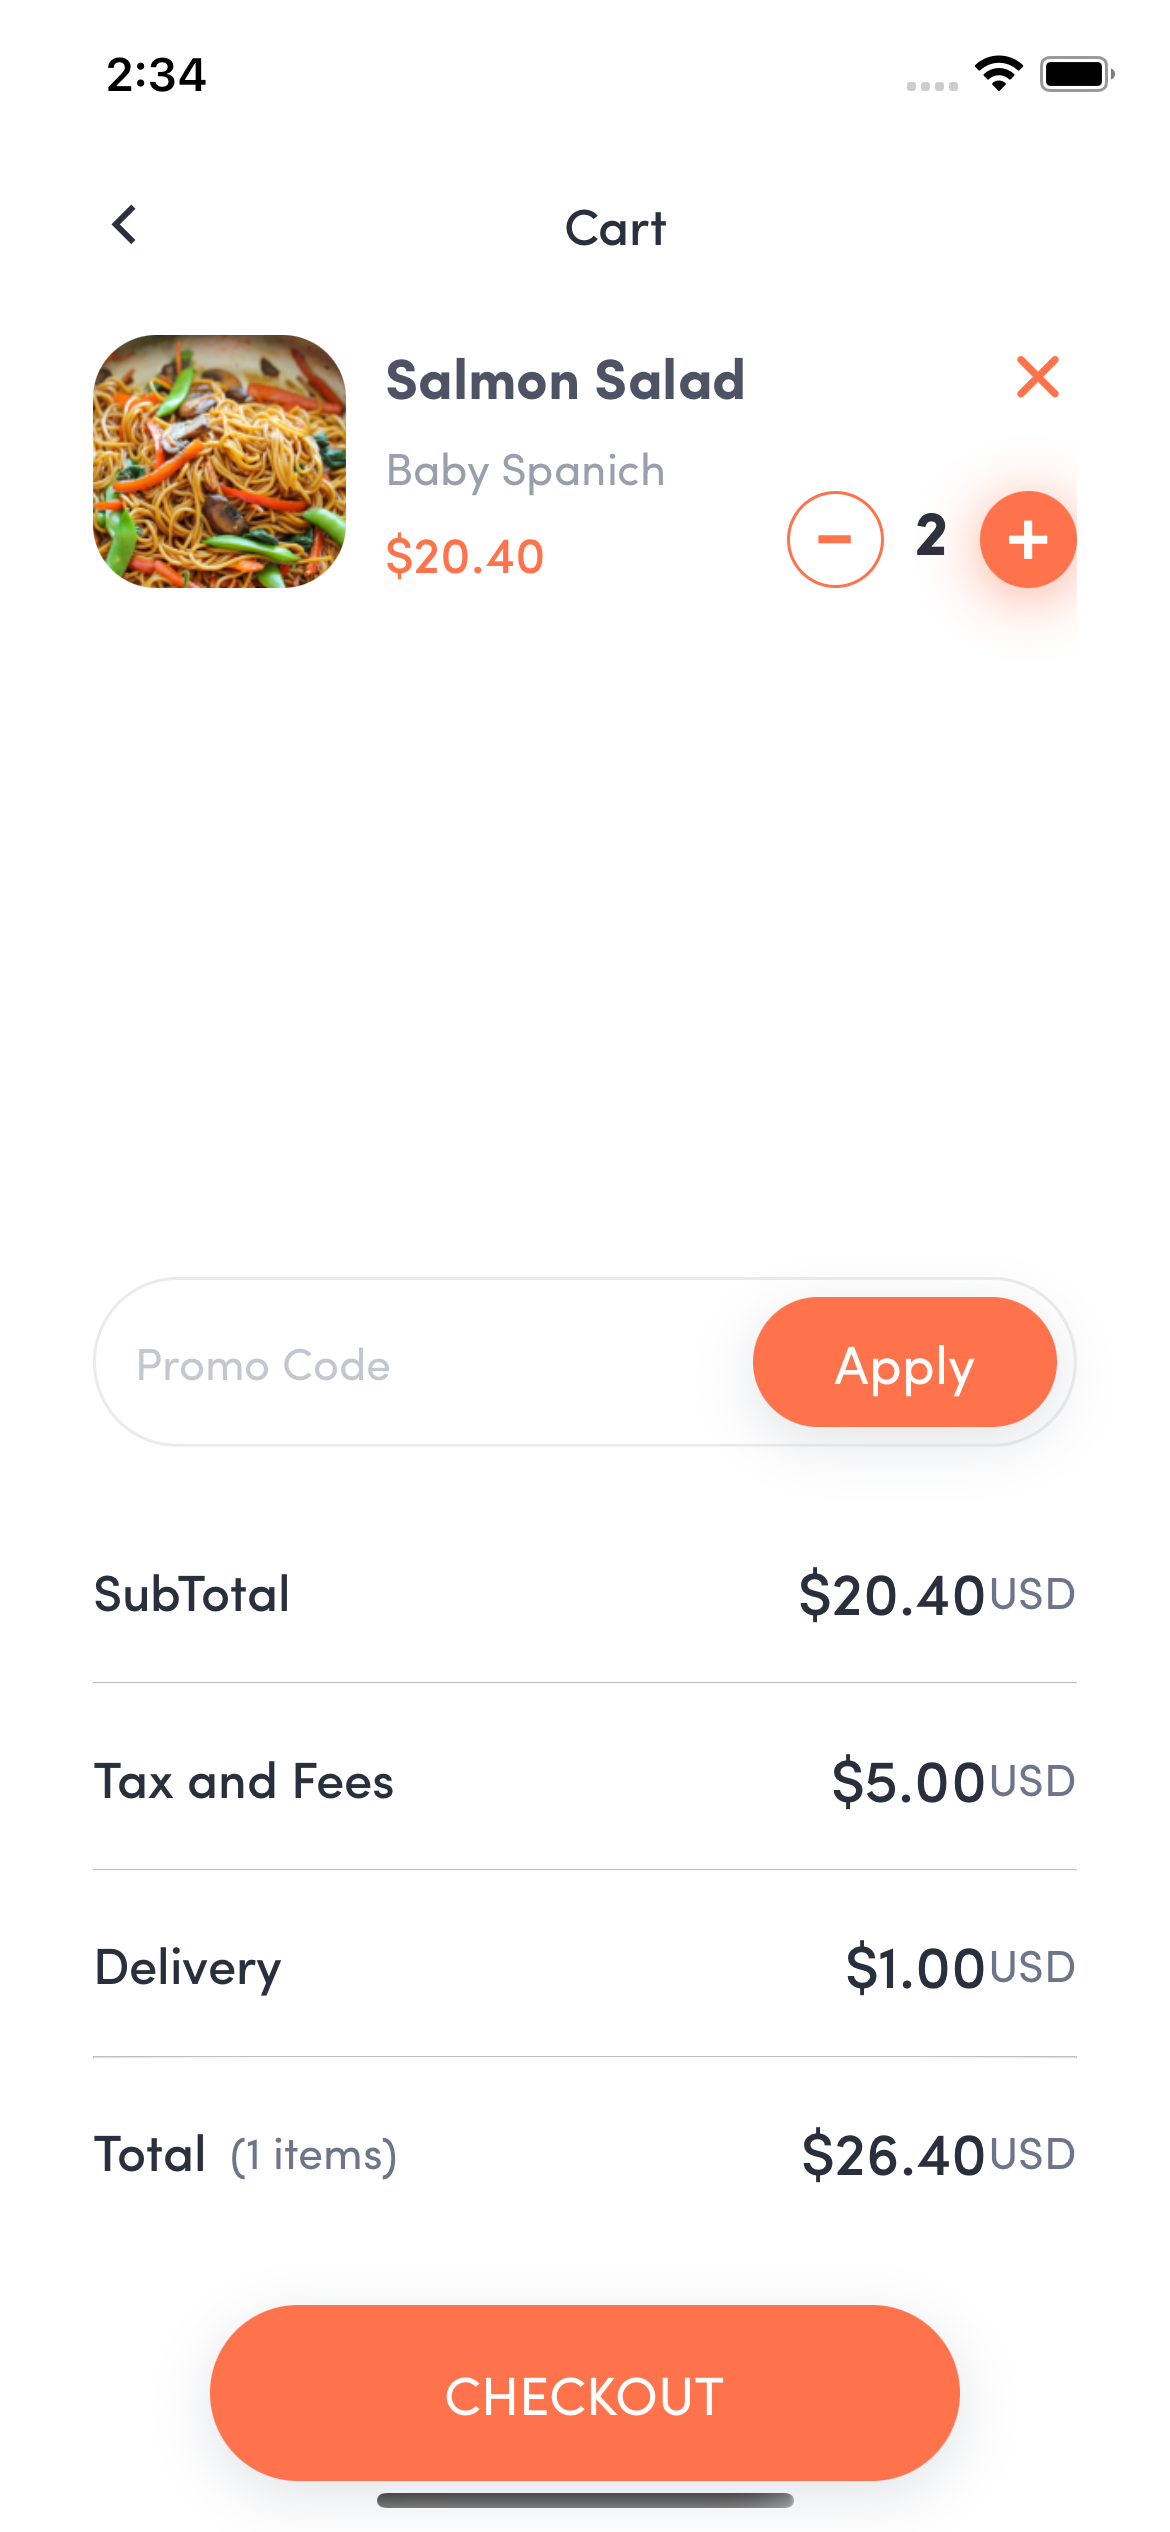 2:34
Cart
Salmon Salad
Baby Spanich
$20.40
2
Promo Code
Apply
SubTotal $20.40USD
Tax and Fees $5.00USD
Delivery $1.00USD
Total (1 items) $26.40USD
CHECKOUT